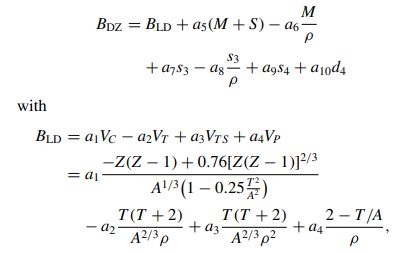 B_DZ = B_LD + a_5(M + S) − a_6 M/ρ
+ a_7 s_3 − a_8 s_3/ρ + a_9 s_4 + a_10 d_4
with
B_LD = a_1 V_C − a_2 V_T + a_3 V_TS + a_4 V_P
= a_1 (−Z(Z − 1) + 0.76[Z(Z − 1)]^{2/3})/(A^{1/3}(1 − 0.25 T^2/A^2))
− a_2 T(T + 2)/(A^{2/3}ρ) + a_3 T(T + 2)/(A^{2/3}ρ^2) + a_4 (2 − T/A)/ρ,